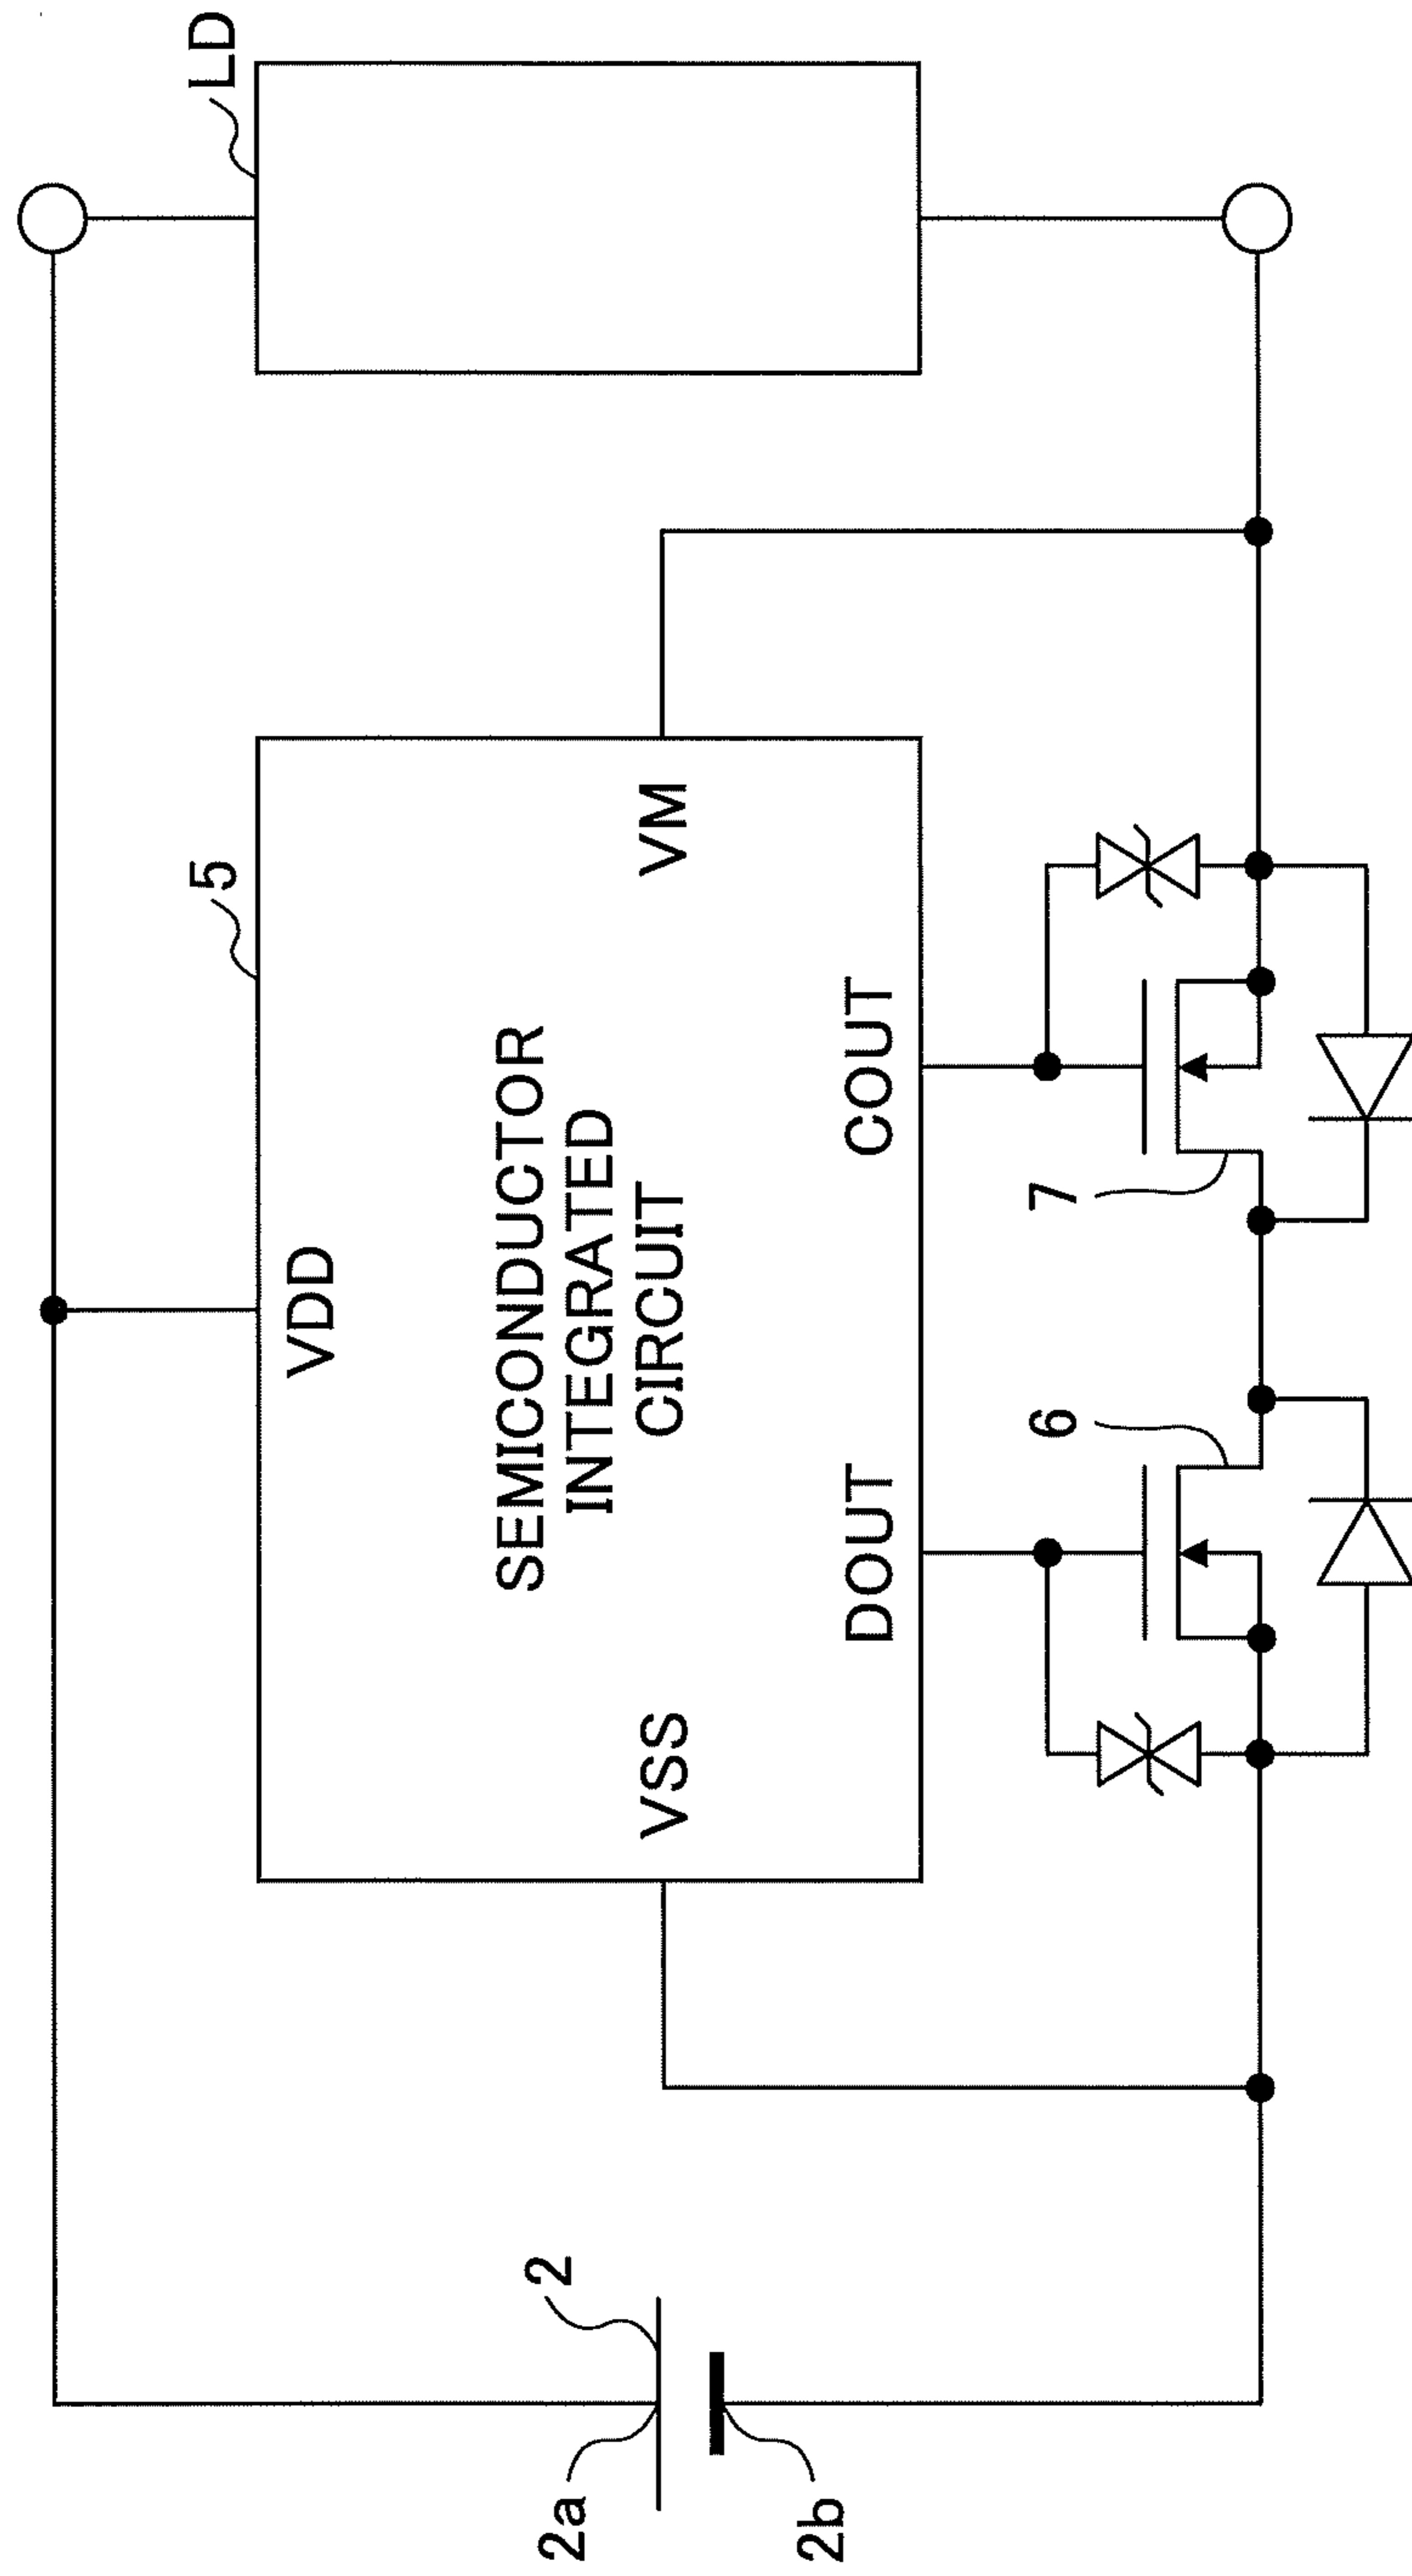 LD
5
VDD
SEMICONDUCTOR
INTEGRATED
CIRCUIT
VSS
VM
DOUT
COUT
6
7
2
2a
2b